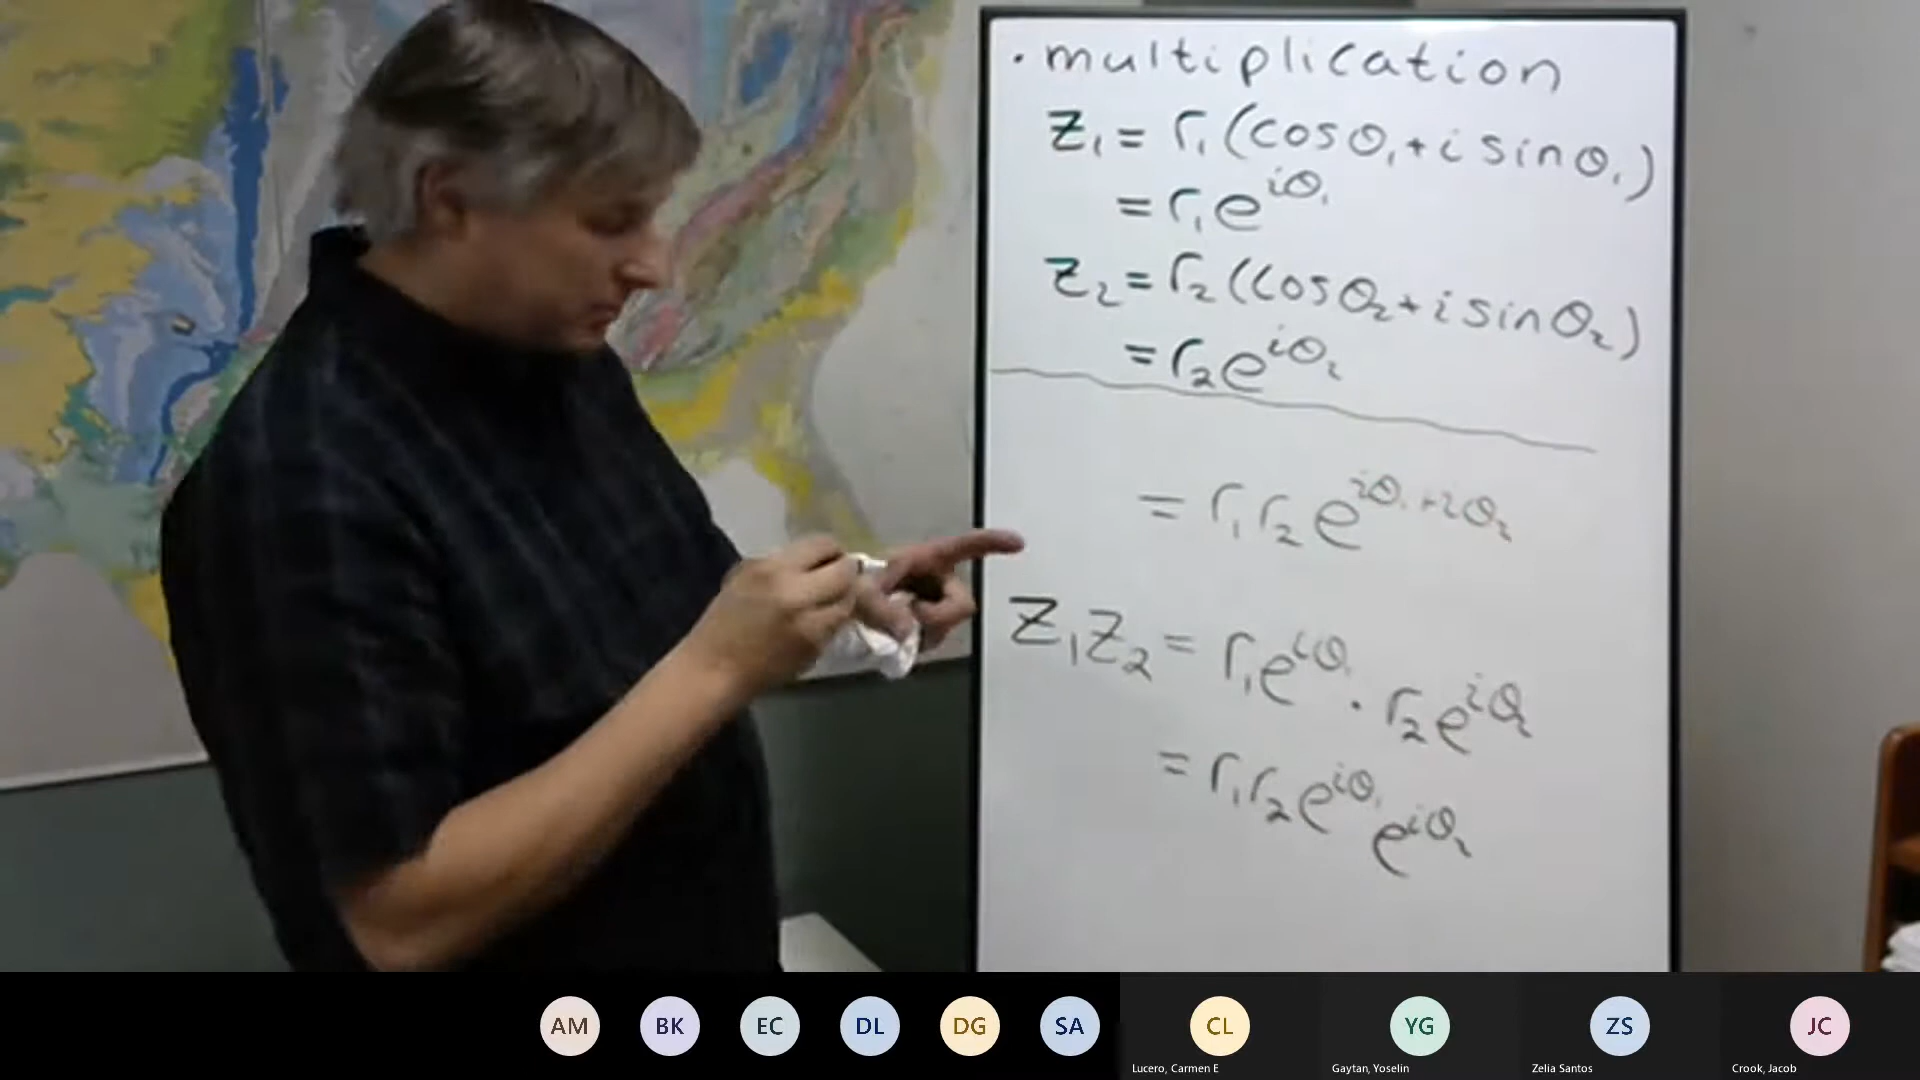 · multiplication
z₁ = r₁(cosθ₁ + i sinθ₁)
= r₁e^{iθ₁}
z₂ = r₂(cosθ₂ + i sinθ₂)
= r₂e^{iθ₂}
= r₁r₂e^{iθ₁+iθ₂}
z₁z₂ = r₁e^{iθ₁} · r₂e^{iθ₂}
= r₁r₂e^{iθ₁}e^{iθ₂}
AM BK EC DL DG SA CL YG ZS JC
Lucero, Carmen E Gaytan, Yoselin Zelia Santos Crook, Jacob